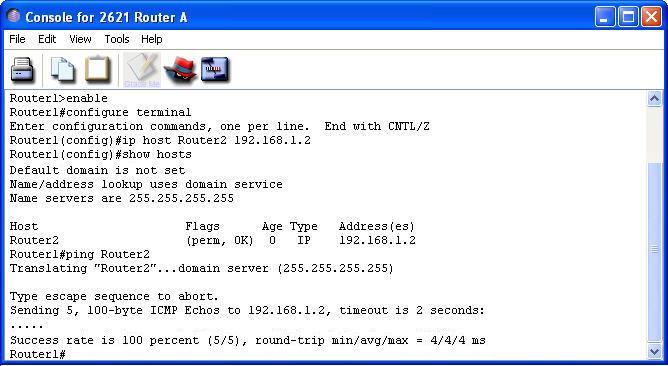 Console for 2621 Router A
File Edit View Tools Help
Grade Me
Router1>enable
Router1#configure terminal
Enter configuration commands, one per line.  End with CNTL/Z
Router1(config)#ip host Router2 192.168.1.2
Router1(config)#show hosts
Default domain is not set
Name/address lookup uses domain service
Name servers are 255.255.255.255
Host Flags Age Type Address(es)
Router2 (perm, OK) 0 IP 192.168.1.2
Router1#ping Router2
Translating "Router2"...domain server (255.255.255.255)
Type escape sequence to abort.
Sending 5, 100-byte ICMP Echos to 192.168.1.2, timeout is 2 seconds:
.....
Success rate is 100 percent (5/5), round-trip min/avg/max = 4/4/4 ms
Router1#